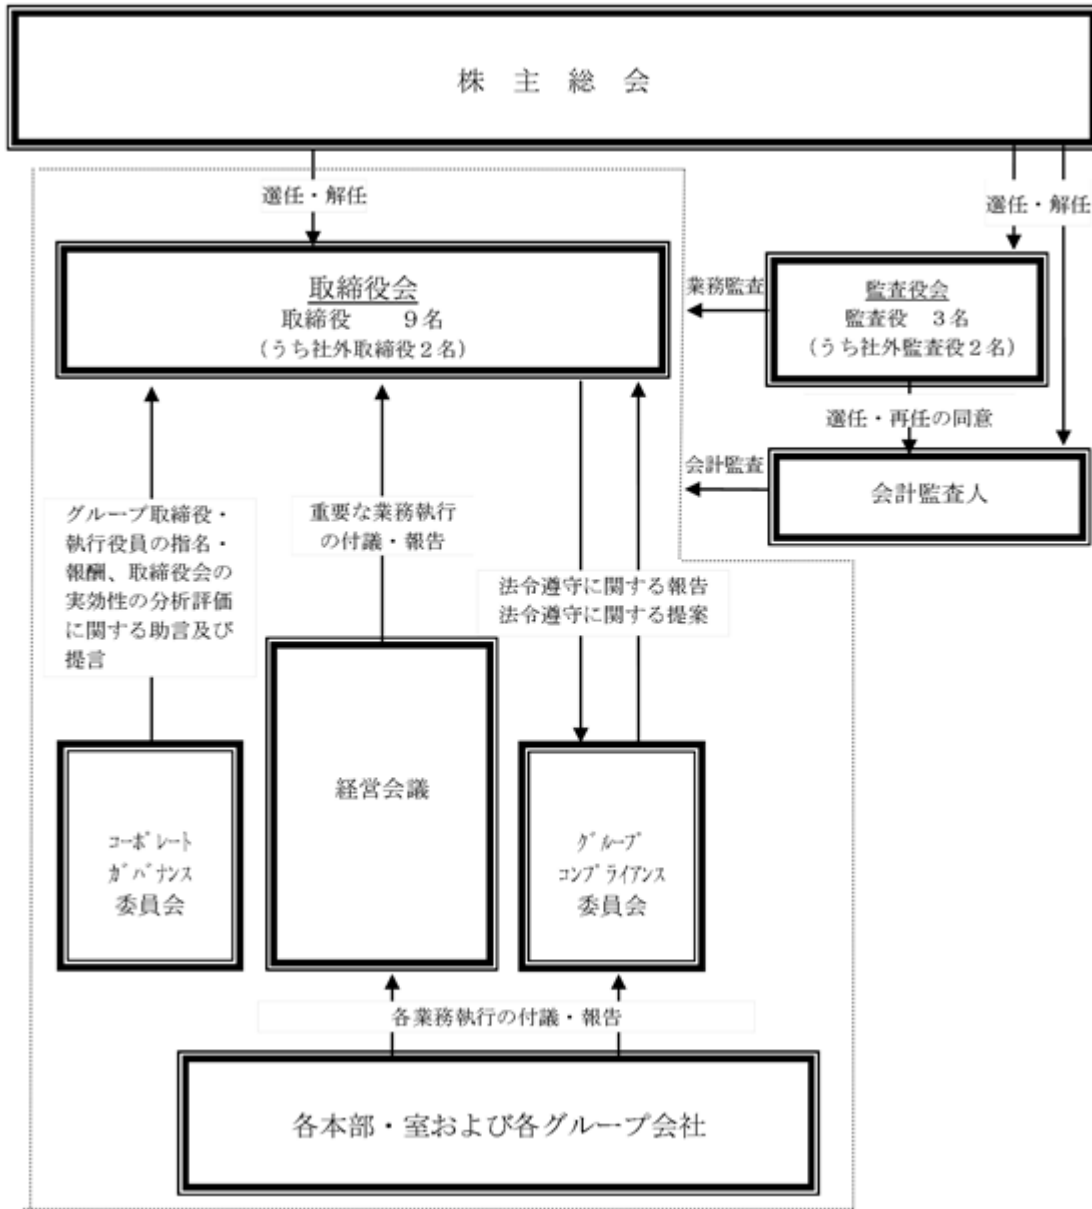 株 主 総 会
選任・解任
選任・解任
取締役会
取締役 9名
(うち社外取締役2名)
業務監査
監査役会
監査役 3名
(うち社外監査役2名)
選任・再任の同意
会計監査
会計監査人
グループ取締役・
執行役員の指名・
報酬、取締役会の
実効性の分析評価
に関する助言及び
提言
重要な業務執行
の付議・報告
法令遵守に関する報告
法令遵守に関する提案
コーポレート
ガバナンス
委員会
経営会議
グループ
コンプライアンス
委員会
各業務執行の付議・報告
各本部・室および各グループ会社